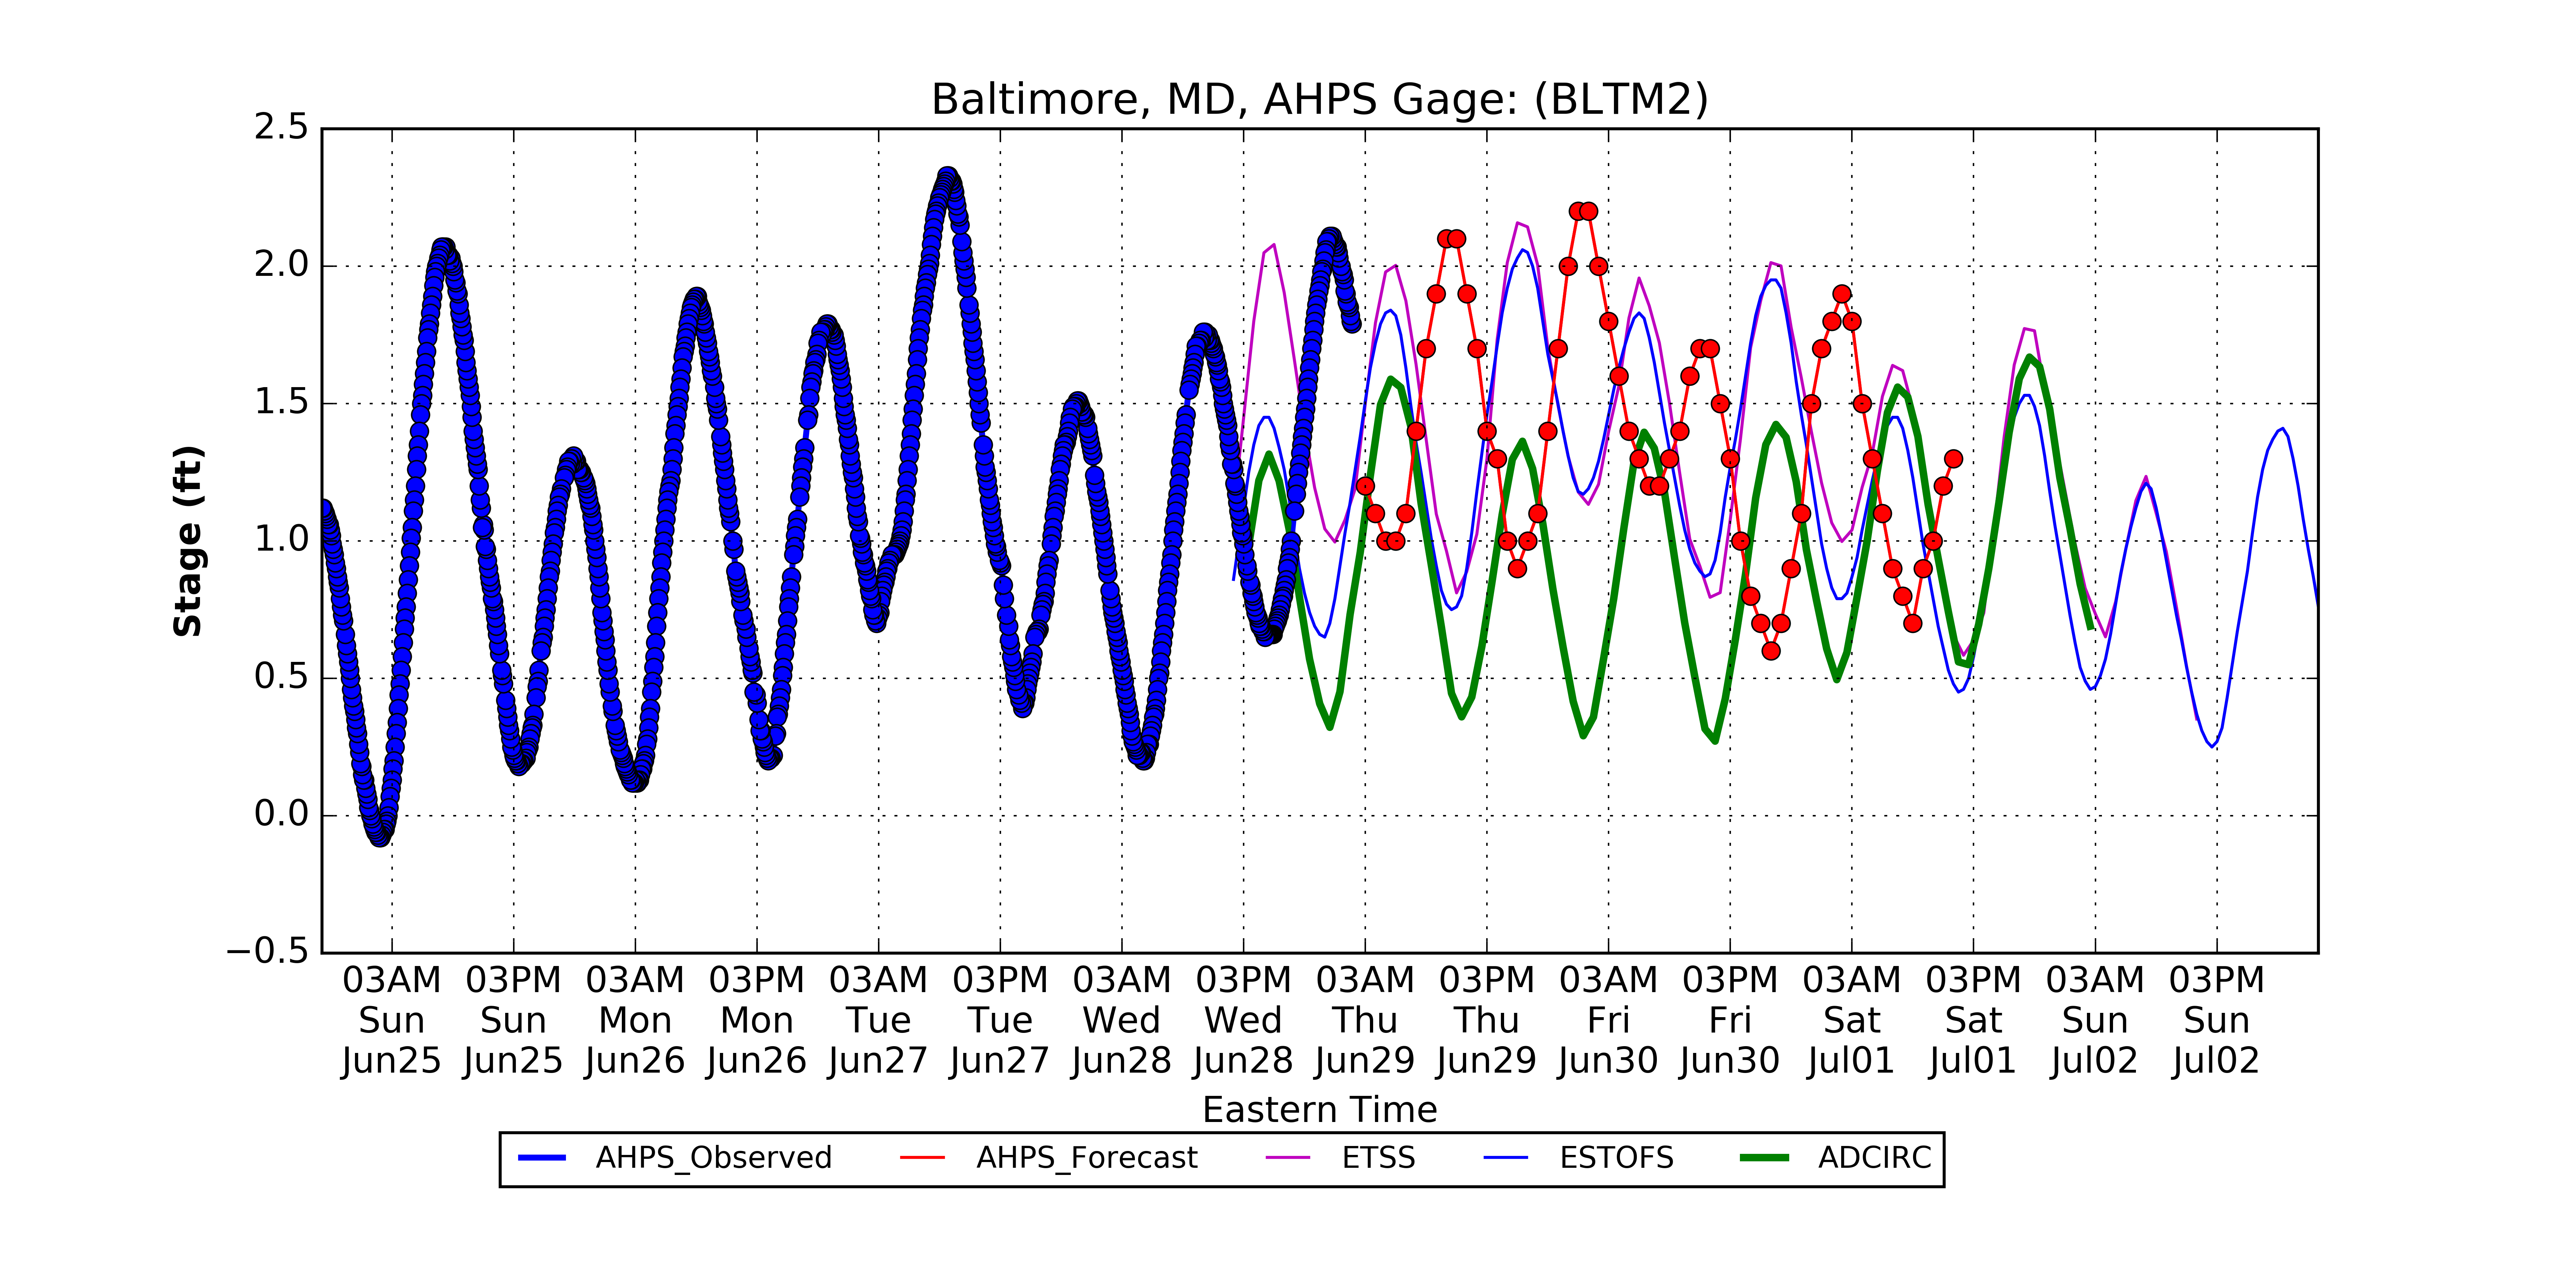 Baltimore, MD, AHPS Gage: (BLTM2)
Stage (ft)
2.5
2.0
1.5
1.0
0.5
0.0
−0.5
03AM 03PM 03AM 03PM 03AM 03PM 03AM 03PM 03AM 03PM 03AM 03PM 03AM 03PM 03AM 03PM
Sun Sun Mon Mon Tue Tue Wed Wed Thu Thu Fri Fri Sat Sat Sun Sun
Jun25 Jun25 Jun26 Jun26 Jun27 Jun27 Jun28 Jun28 Jun29 Jun29 Jun30 Jun30 Jul01 Jul01 Jul02 Jul02
Eastern Time
AHPS_Observed AHPS_Forecast ETSS ESTOFS ADCIRC